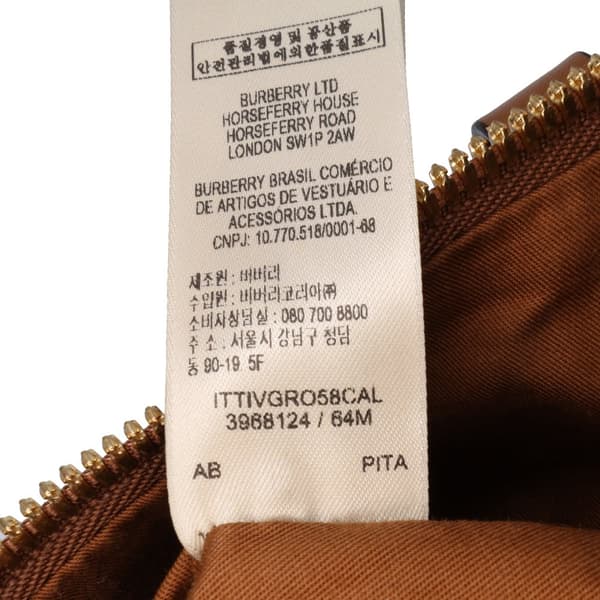 품질경영 및 공산품
안전관리법에의한품질표시
BURBERRY LTD
HORSEFERRY HOUSE
HORSEFERRY ROAD
LONDON SW1P 2AW
BURBERRY BRASIL COMÉRCIO
DE ARTIGOS DE VESTUÁRIO E
ACESSÓRIOS LTDA.
CNPJ: 10.770.518/0001-68
제조원 : 버버리
수입원 : 버버리코리아㈜
소비자상담실 : 080 700 8800
주 소 : 서울시 강남구 청담
동 90-19. 5F
ITTIVGRO58CAL
3968124 / 64M
AB PITA